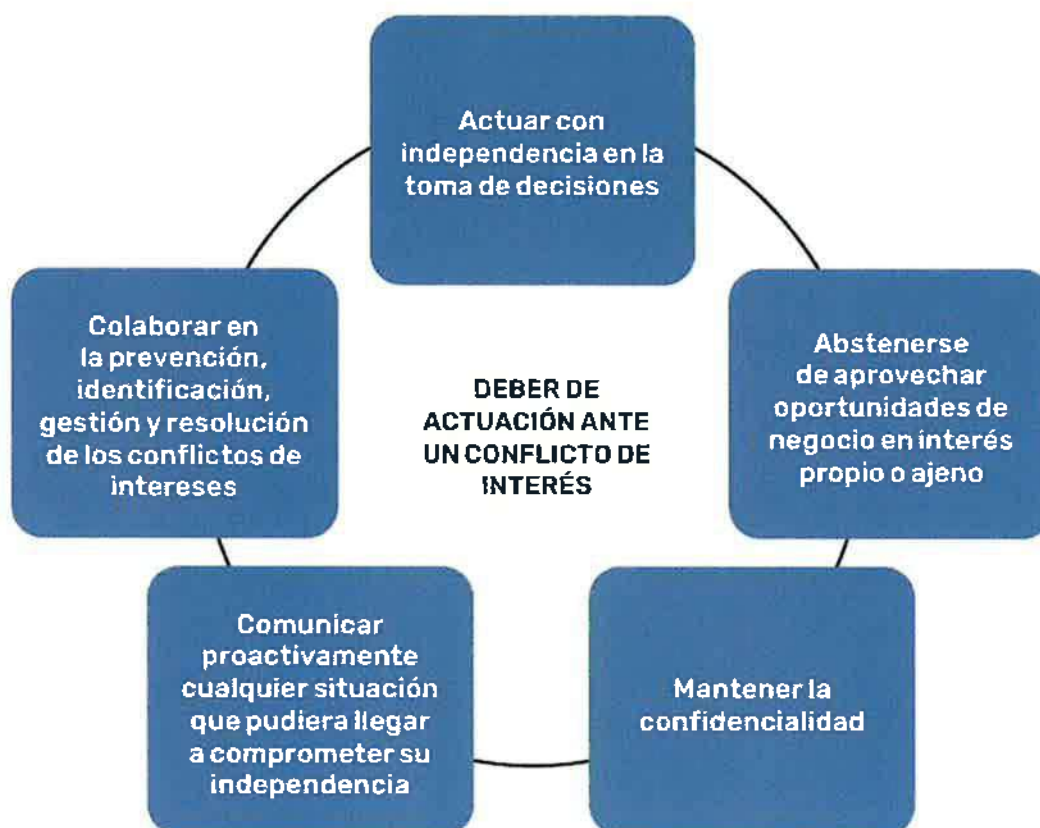 Actuar con
independencia en la
toma de decisiones
Abstenerse
de aprovechar
oportunidades de
negocio en interés
propio o ajeno
Mantener la
confidencialidad
Comunicar
proactivamente
cualquier situación
que pudiera llegar
a comprometer su
independencia
Colaborar en
la prevención,
identificación,
gestión y resolución
de los conflictos de
intereses
DEBER DE
ACTUACIÓN ANTE
UN CONFLICTO DE
INTERÉS